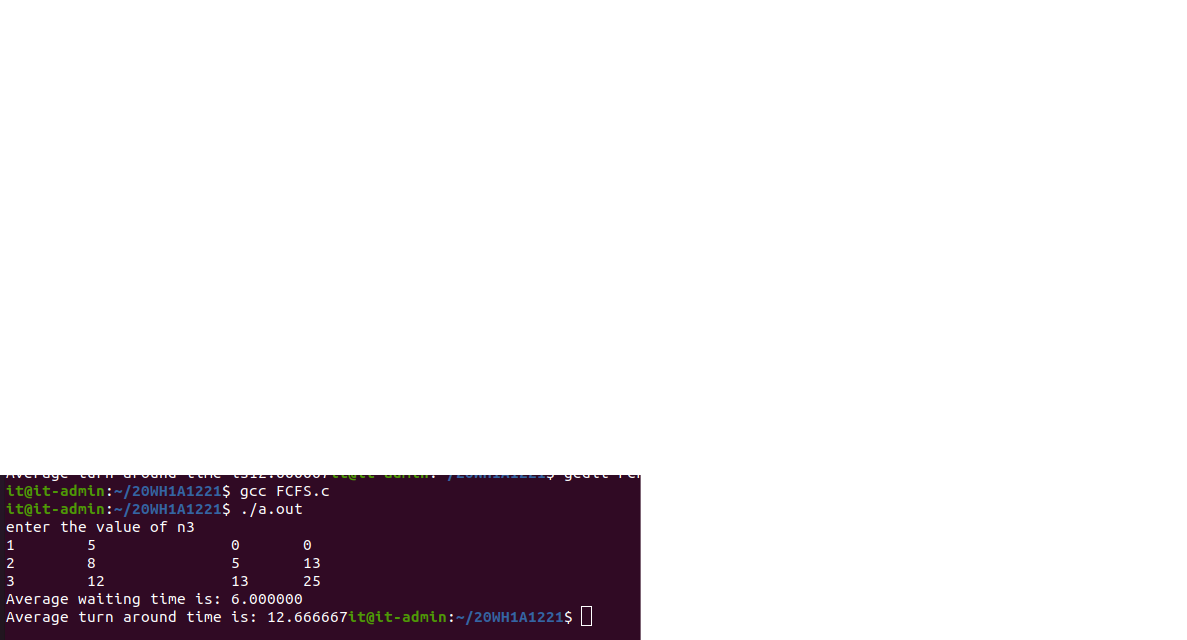 it@it-admin:~/20WH1A1221$ gcc FCFS.c
it@it-admin:~/20WH1A1221$ ./a.out
enter the value of n3
1 5 0 0
2 8 5 13
3 12 13 25
Average waiting time is: 6.000000
Average turn around time is: 12.666667it@it-admin:~/20WH1A1221$